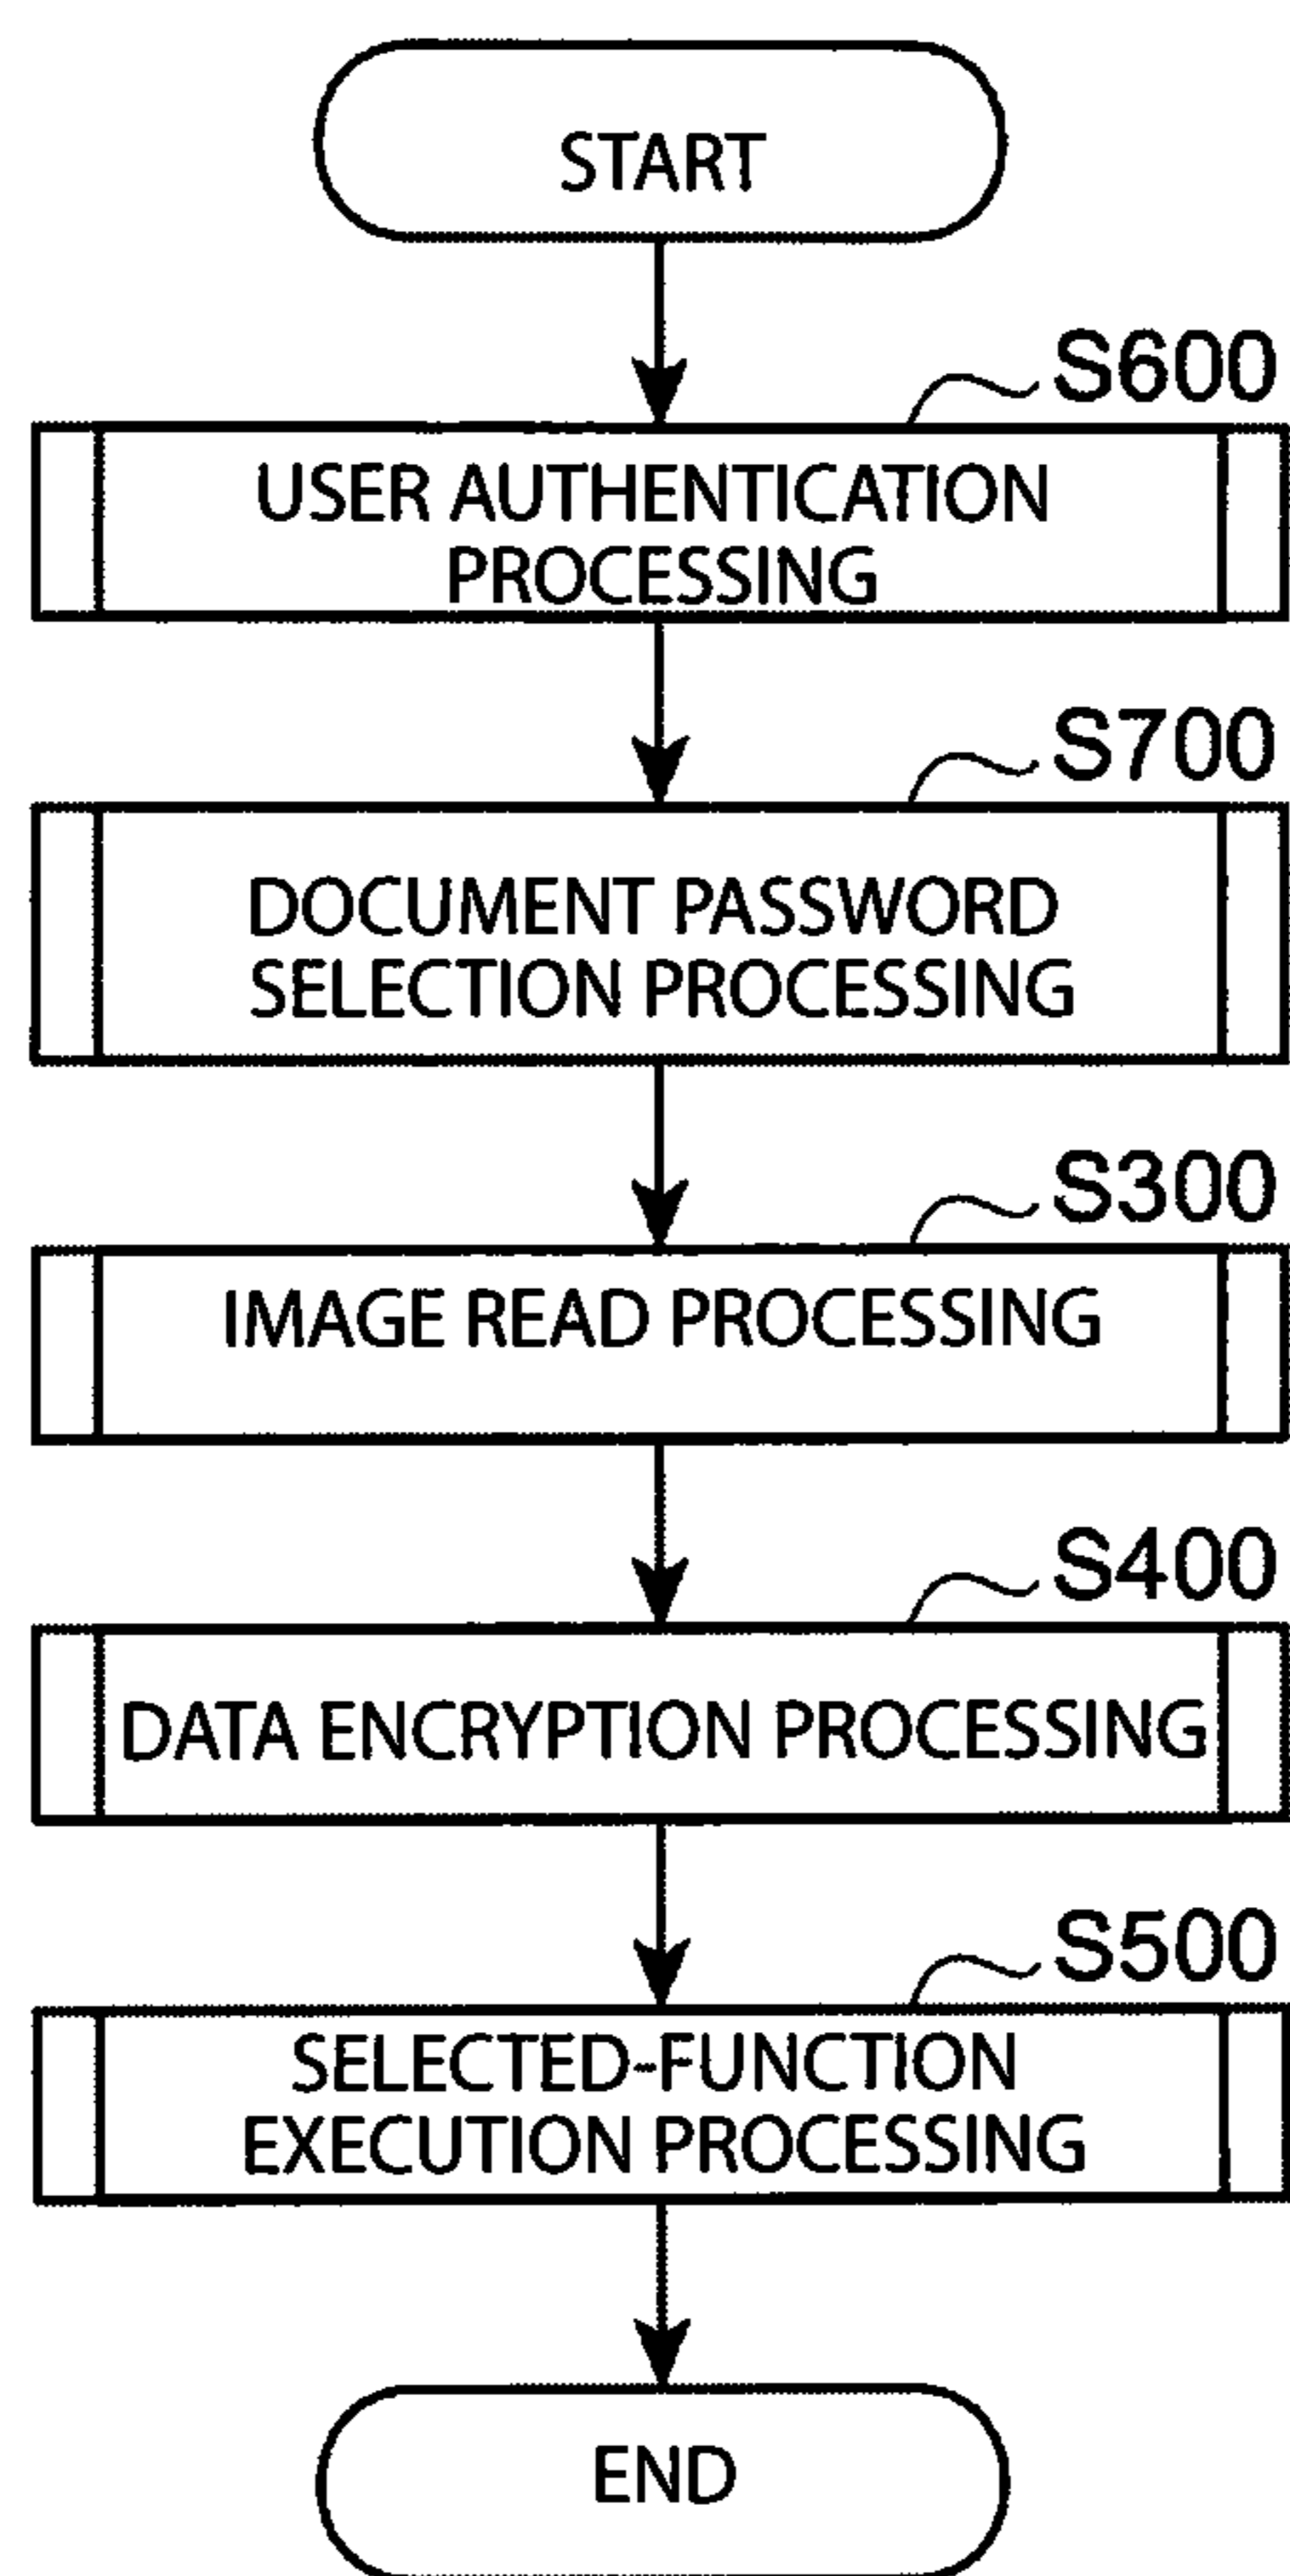 START
S600
USER AUTHENTICATION
PROCESSING
S700
DOCUMENT PASSWORD
SELECTION PROCESSING
S300
IMAGE READ PROCESSING
S400
DATA ENCRYPTION PROCESSING
S500
SELECTED-FUNCTION
EXECUTION PROCESSING
END